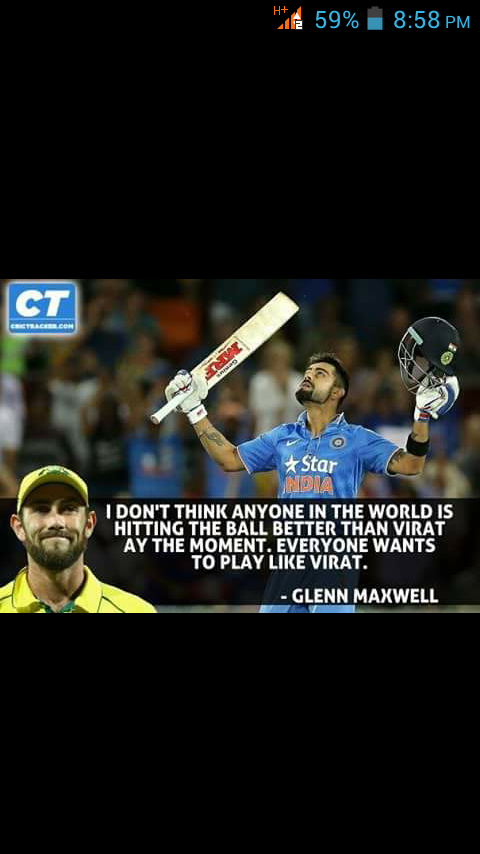 H+ 59% 8:58 PM
CT
CRICTRACKER.COM
MRF
GENIUS
Star
INDIA
I DON'T THINK ANYONE IN THE WORLD IS
HITTING THE BALL BETTER THAN VIRAT
AY THE MOMENT. EVERYONE WANTS
TO PLAY LIKE VIRAT.
- GLENN MAXWELL